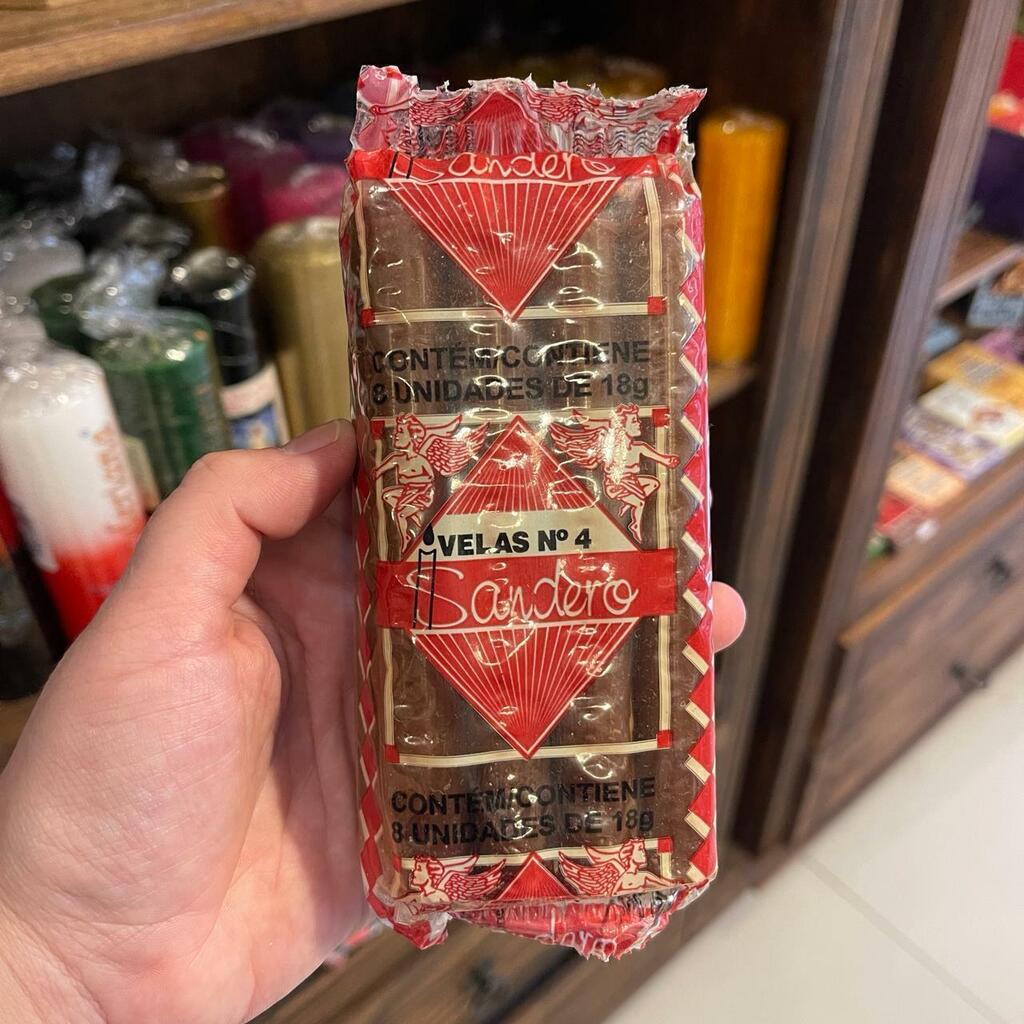 Sandero
CONTÉM/CONTIENE
8 UNIDADES DE 18g
VELAS Nº 4
Sandero
CONTÉM/CONTIENE
8 UNIDADES DE 18g